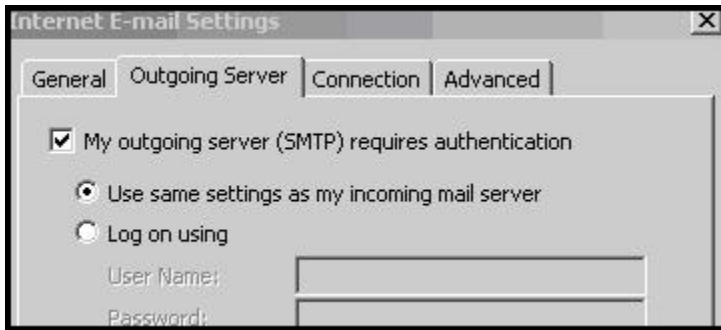 Internet E-mail Settings
General Outgoing Server Connection Advanced
My outgoing server (SMTP) requires authentication
Use same settings as my incoming mail server
Log on using
User Name:
Password: